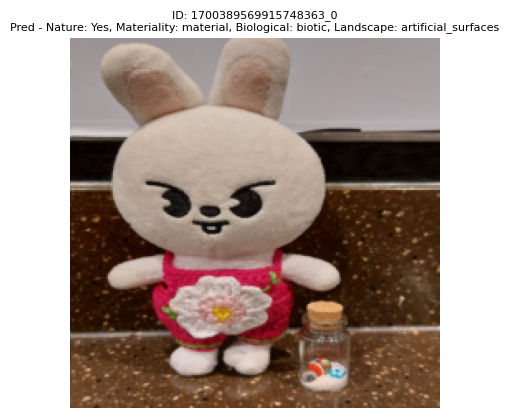 ID: 1700389569915748363_0
Pred - Nature: Yes, Materiality: material, Biological: biotic, Landscape: artificial_surfaces